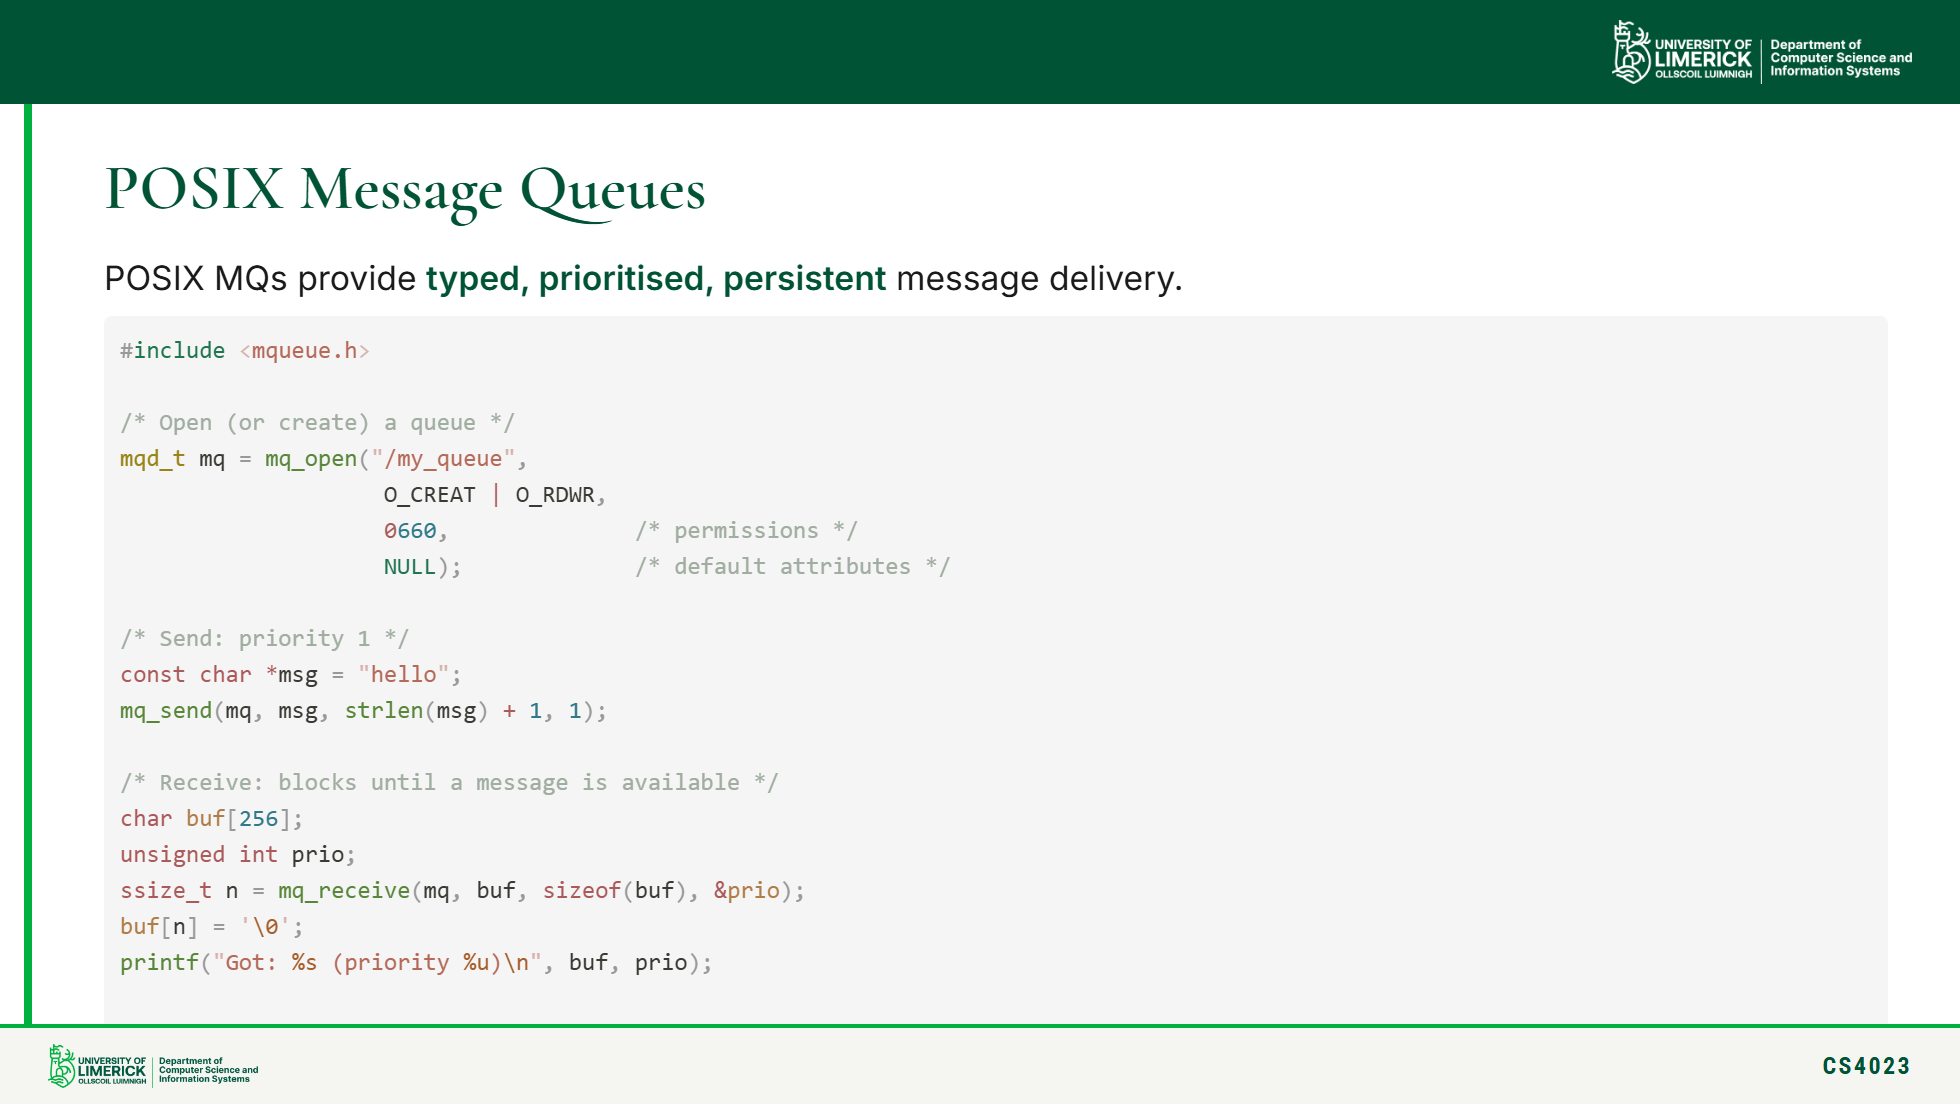 UNIVERSITY OF
LIMERICK
OLLSCOIL LUIMNIGH
Department of
Computer Science and
Information Systems
POSIX Message Queues
POSIX MQs provide typed, prioritised, persistent message delivery.
#include <mqueue.h>
/* Open (or create) a queue */
mqd_t mq = mq_open("/my_queue",
O_CREAT | O_RDWR,
0660, /* permissions */
NULL); /* default attributes */
/* Send: priority 1 */
const char *msg = "hello";
mq_send(mq, msg, strlen(msg) + 1, 1);
/* Receive: blocks until a message is available */
char buf[256];
unsigned int prio;
ssize_t n = mq_receive(mq, buf, sizeof(buf), &prio);
buf[n] = '\0';
printf("Got: %s (priority %u)\n", buf, prio);
UNIVERSITY OF
LIMERICK
OLLSCOIL LUIMNIGH
Department of
Computer Science and
Information Systems
CS4023